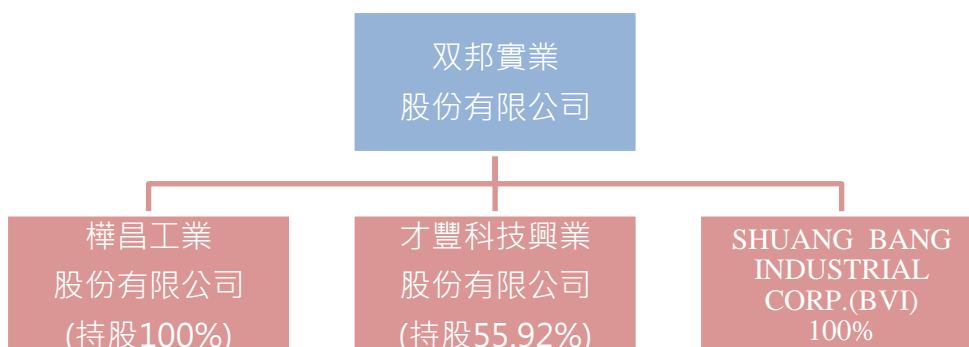 双邦實業
股份有限公司
樺昌工業
股份有限公司
(持股100%)
才豐科技興業
股份有限公司
(持股55.92%)
SHUANG BANG
INDUSTRIAL
CORP.(BVI)
100%